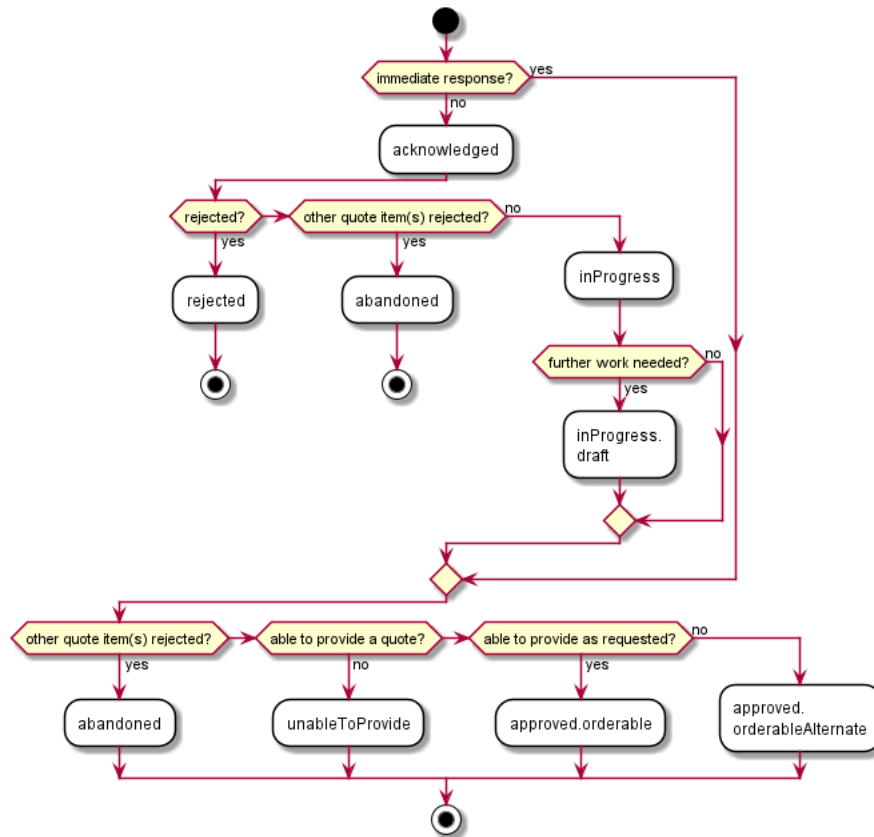 immediate response?
yes
no
acknowledged
rejected?
other quote item(s) rejected?
no
yes
yes
inProgress
rejected
abandoned
further work needed?
no
yes
inProgress.
draft
other quote item(s) rejected?
able to provide a quote?
able to provide as requested?
no
yes
no
yes
abandoned
unableToProvide
approved.orderable
approved.
orderableAlternate